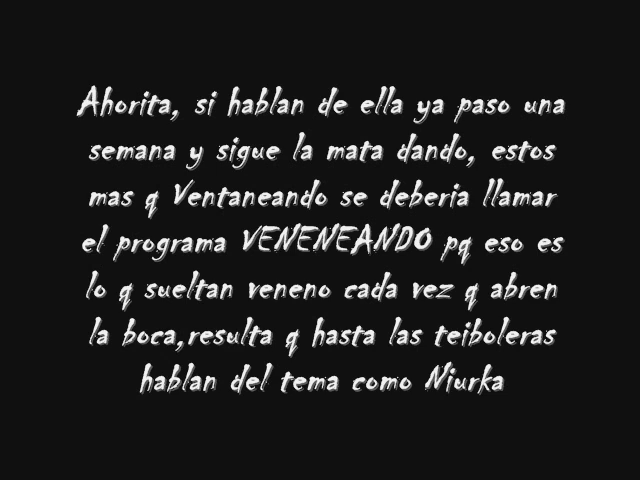 Ahorita, si hablan de ella ya paso una
semana y sigue la mata dando, estos
mas q Ventaneando se deberia llamar
el programa VENENEANDO pq eso es
lo q sueltan veneno cada vez q abren
la boca,resulta q hasta las teiboleras
hablan del tema como Niurka